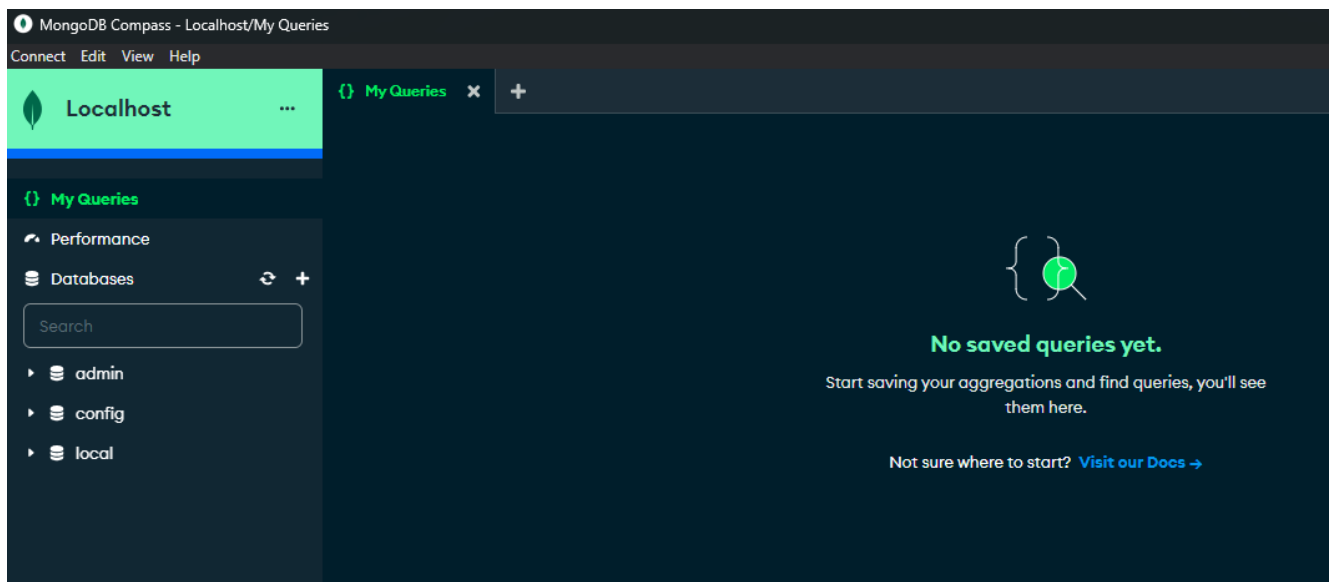 MongoDB Compass - Localhost/My Queries
Connect Edit View Help
Localhost ...
{} My Queries
{} My Queries
Performance
Databases
Search
admin
config
local
No saved queries yet.
Start saving your aggregations and find queries, you'll see
them here.
Not sure where to start? Visit our Docs →